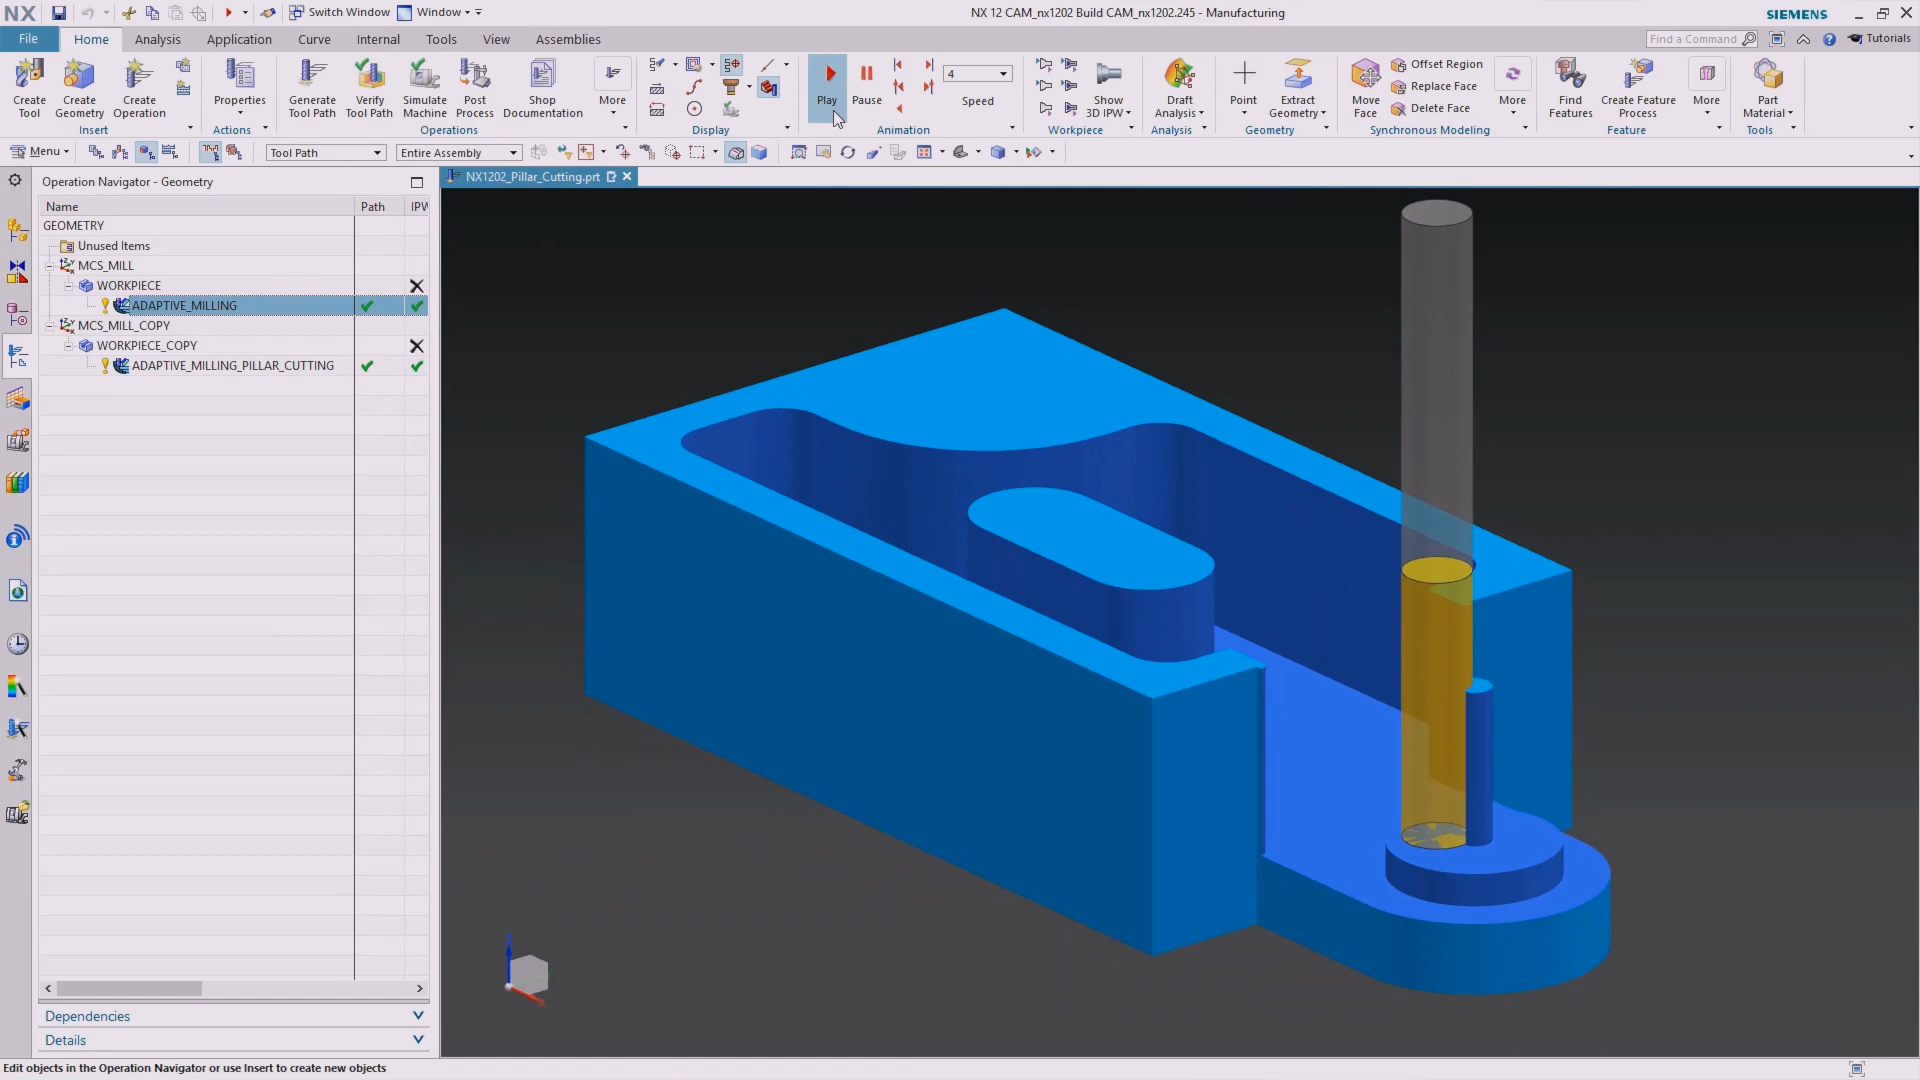 NX
Switch Window
Window
NX 12 CAM_nx1202 Build CAM_nx1202.245 - Manufacturing
SIEMENS
File
Home
Analysis
Application
Curve
Internal
Tools
View
Assemblies
Find a Command
Tutorials
Create Tool
Create Geometry
Create Operation
Properties
Generate Tool Path
Verify Tool Path
Simulate Machine
Post Process
Shop Documentation
More
Play
Pause
4
Speed
Show 3D IPW
Draft Analysis
Point
Extract Geometry
Move Face
Offset Region
Replace Face
Delete Face
More
Find Features
Create Feature Process
More
Part Material
Insert
Actions
Operations
Display
Animation
Workpiece
Analysis
Geometry
Synchronous Modeling
Feature
Tools
Menu
Tool Path
Entire Assembly
Operation Navigator - Geometry
NX1202_Pillar_Cutting.prt
Name
Path
IPW
GEOMETRY
Unused Items
MCS_MILL
WORKPIECE
ADAPTIVE_MILLING
MCS_MILL_COPY
WORKPIECE_COPY
ADAPTIVE_MILLING_PILLAR_CUTTING
Dependencies
Details
Edit objects in the Operation Navigator or use Insert to create new objects